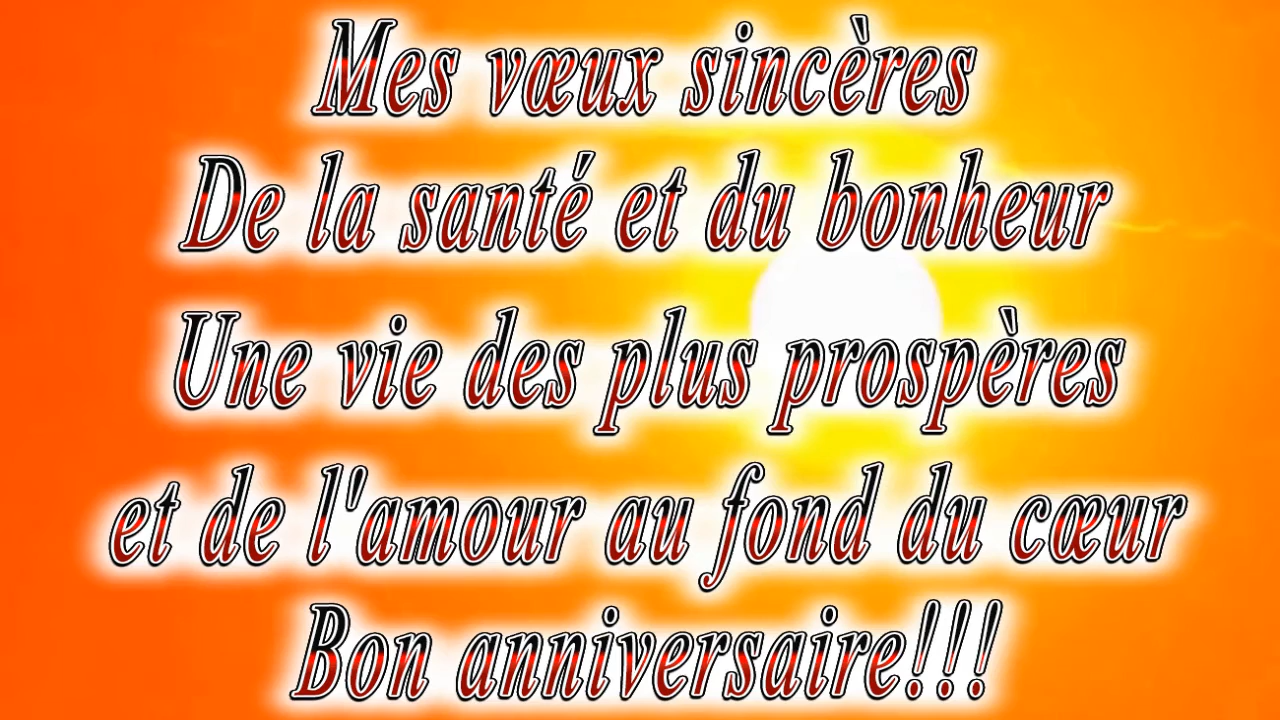 Mes vœux sincères
De la santé et du bonheur
Une vie des plus prospères
et de l'amour au fond du cœur
Bon anniversaire!!!